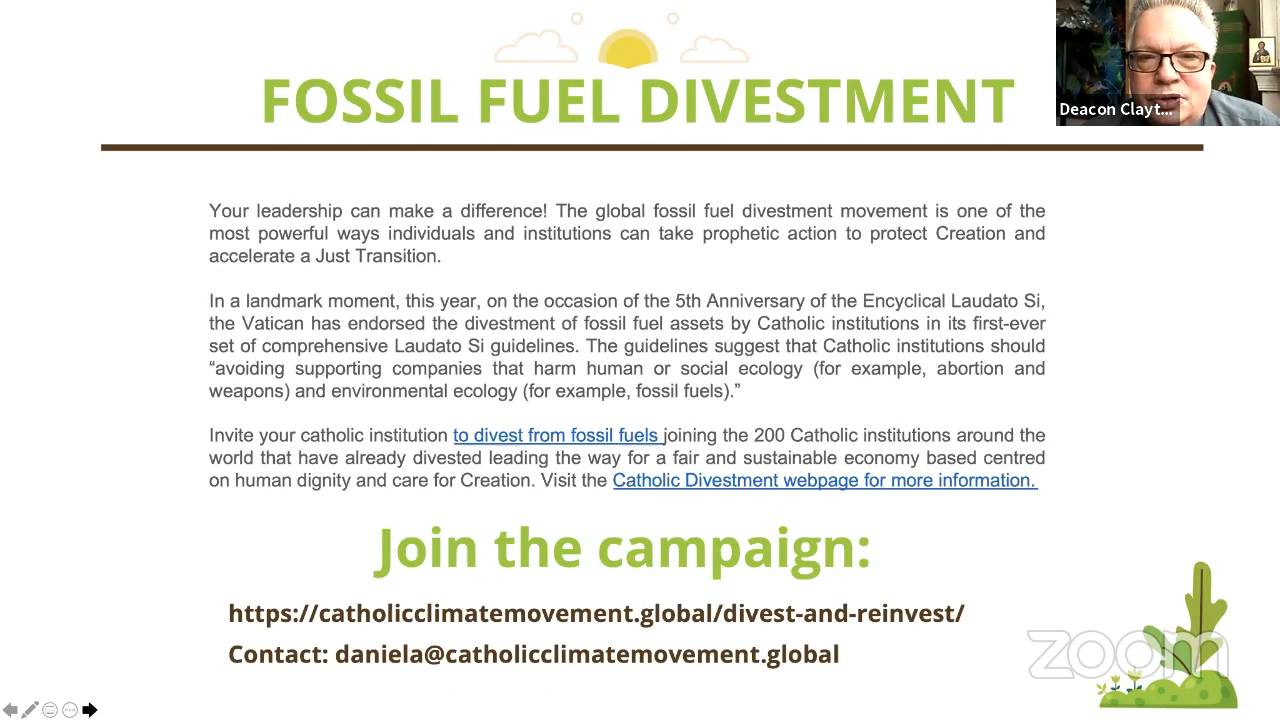 FOSSIL FUEL DIVESTMENT
Deacon Clayt...
Your leadership can make a difference! The global fossil fuel divestment movement is one of the
most powerful ways individuals and institutions can take prophetic action to protect Creation and
accelerate a Just Transition.
In a landmark moment, this year, on the occasion of the 5th Anniversary of the Encyclical Laudato Si,
the Vatican has endorsed the divestment of fossil fuel assets by Catholic institutions in its first-ever
set of comprehensive Laudato Si guidelines. The guidelines suggest that Catholic institutions should
“avoiding supporting companies that harm human or social ecology (for example, abortion and
weapons) and environmental ecology (for example, fossil fuels).”
Invite your catholic institution to divest from fossil fuels joining the 200 Catholic institutions around the
world that have already divested leading the way for a fair and sustainable economy based centred
on human dignity and care for Creation. Visit the Catholic Divestment webpage for more information.
Join the campaign:
https://catholicclimatemovement.global/divest-and-reinvest/
Contact: daniela@catholicclimatemovement.global
zoom